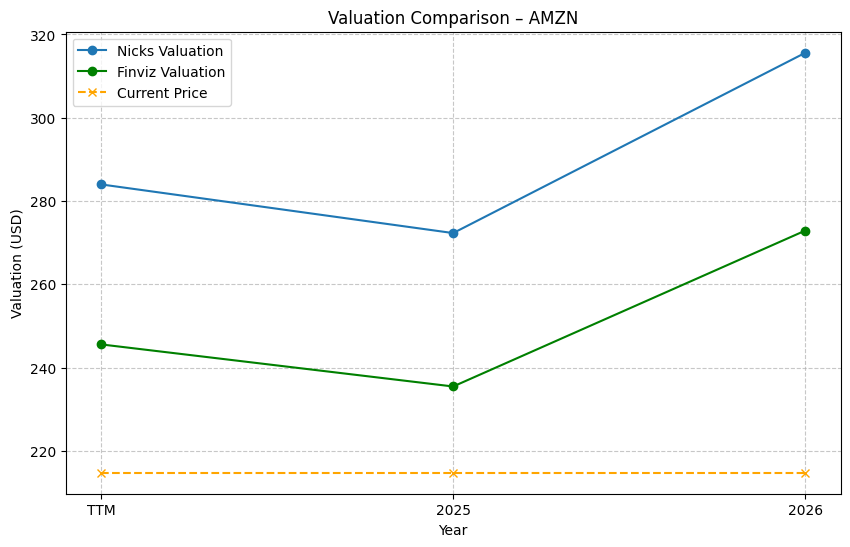 Valuation Comparison – AMZN
Nicks Valuation
Finviz Valuation
Current Price
Valuation (USD)
320
300
280
260
240
220
TTM
2025
2026
Year